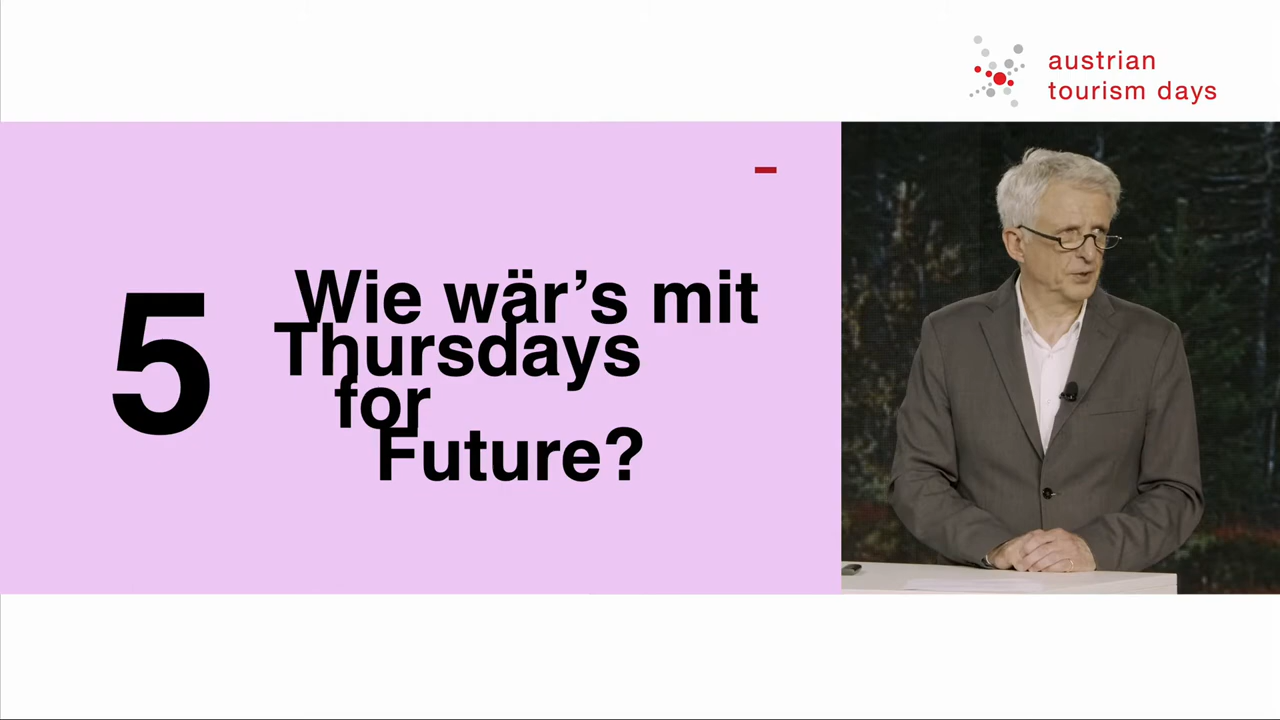 austrian
tourism days
5
Wie wär’s mit
Thursdays
for
Future?